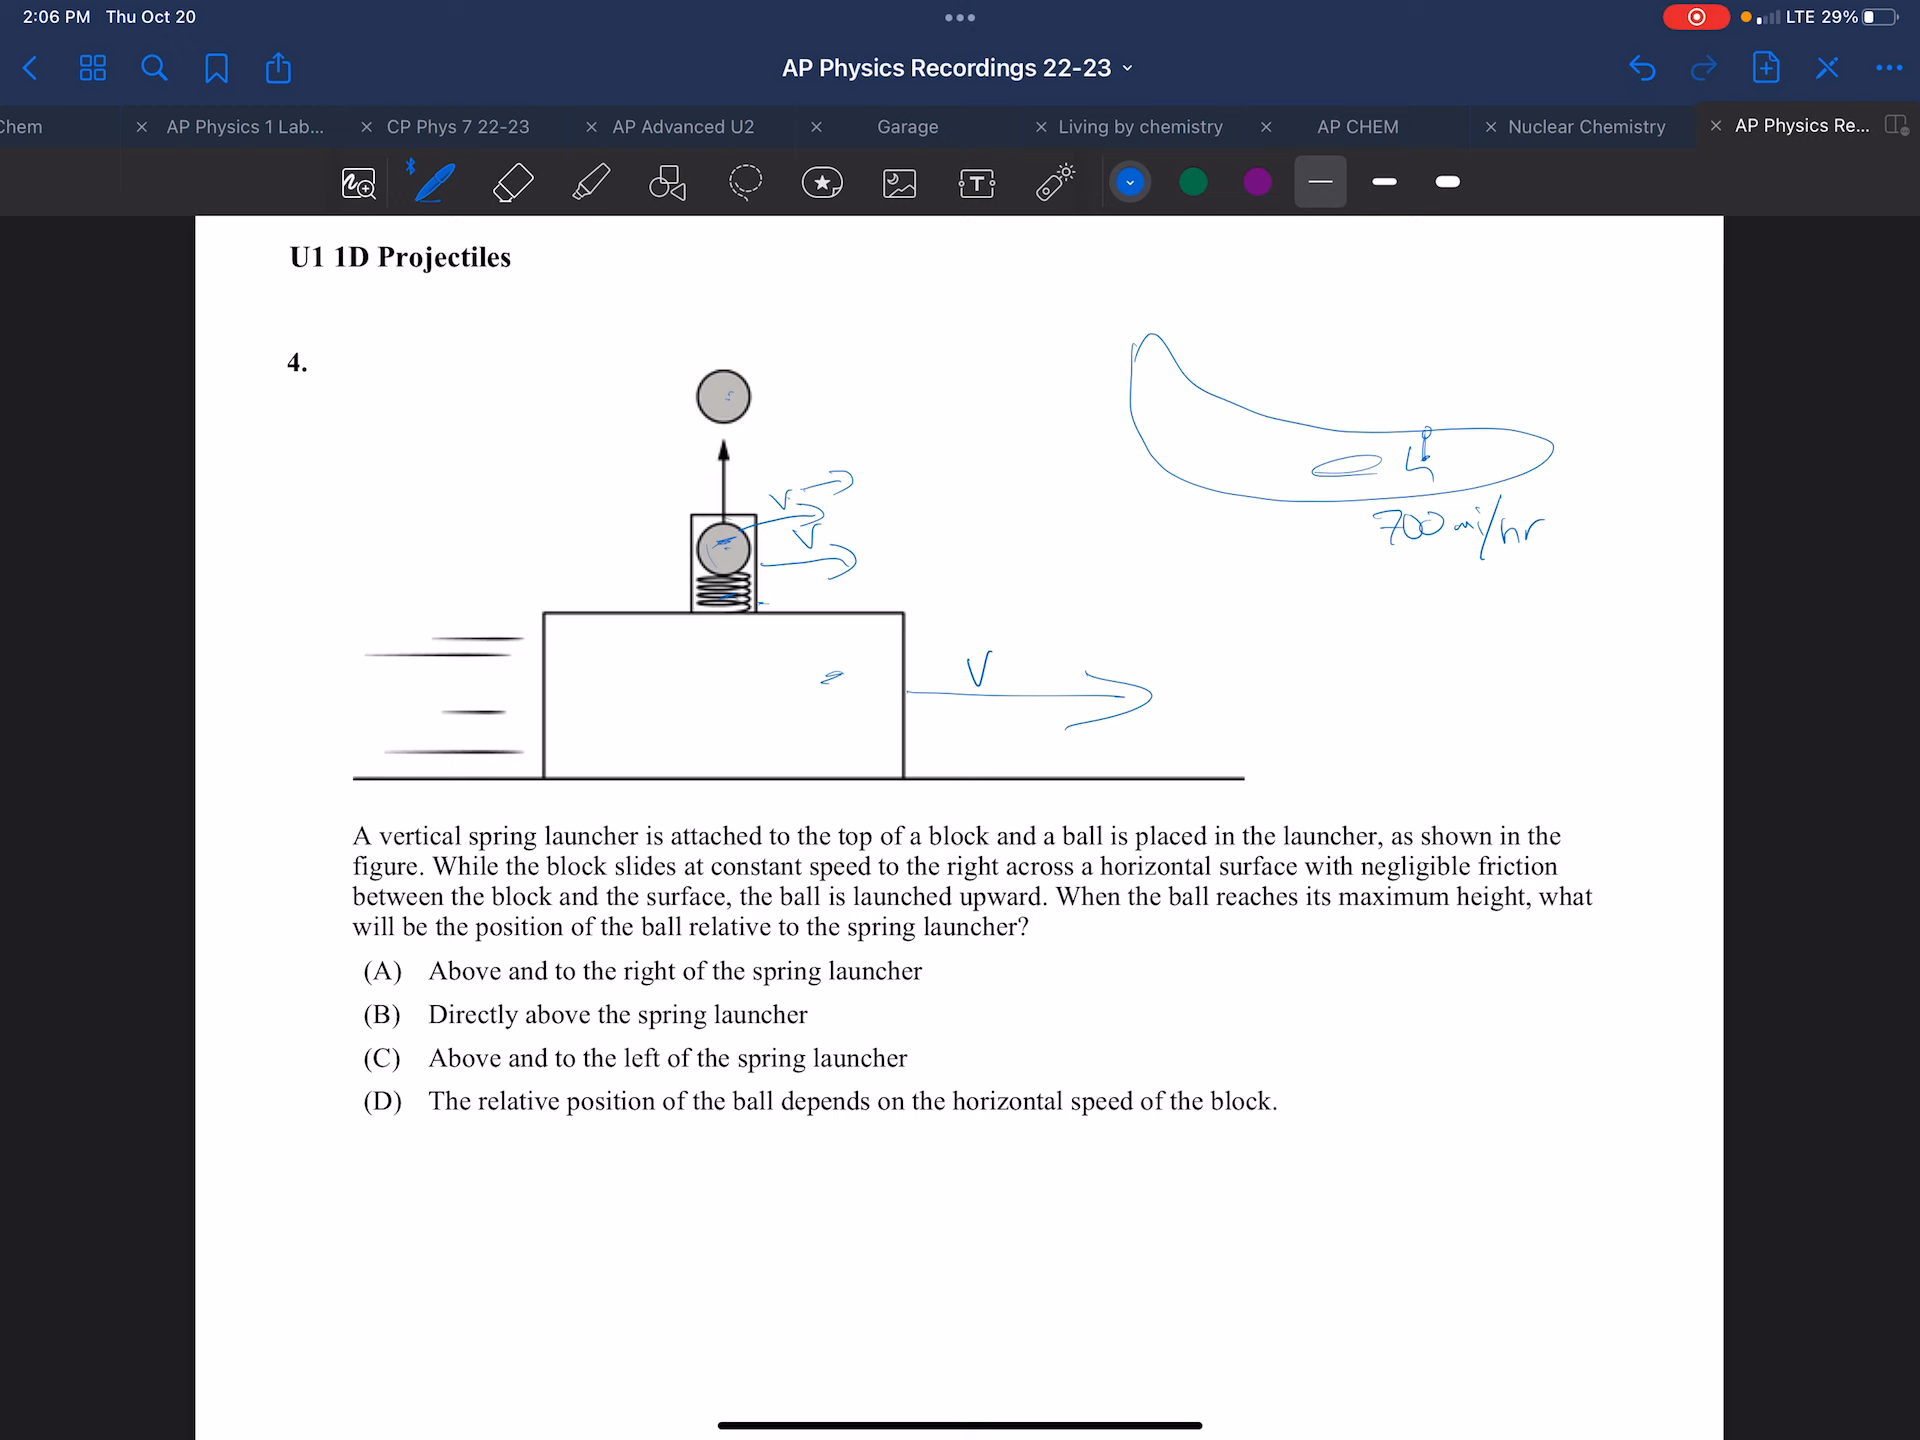 2:06 PM Thu Oct 20
LTE 29%
AP Physics Recordings 22-23
Chem
AP Physics 1 Lab...
CP Phys 7 22-23
AP Advanced U2
Garage
Living by chemistry
AP CHEM
Nuclear Chemistry
AP Physics Re...
T
U1 1D Projectiles
4.
V
V
700 mi/hr
V
A vertical spring launcher is attached to the top of a block and a ball is placed in the launcher, as shown in the
figure. While the block slides at constant speed to the right across a horizontal surface with negligible friction
between the block and the surface, the ball is launched upward. When the ball reaches its maximum height, what
will be the position of the ball relative to the spring launcher?
(A) Above and to the right of the spring launcher
(B) Directly above the spring launcher
(C) Above and to the left of the spring launcher
(D) The relative position of the ball depends on the horizontal speed of the block.